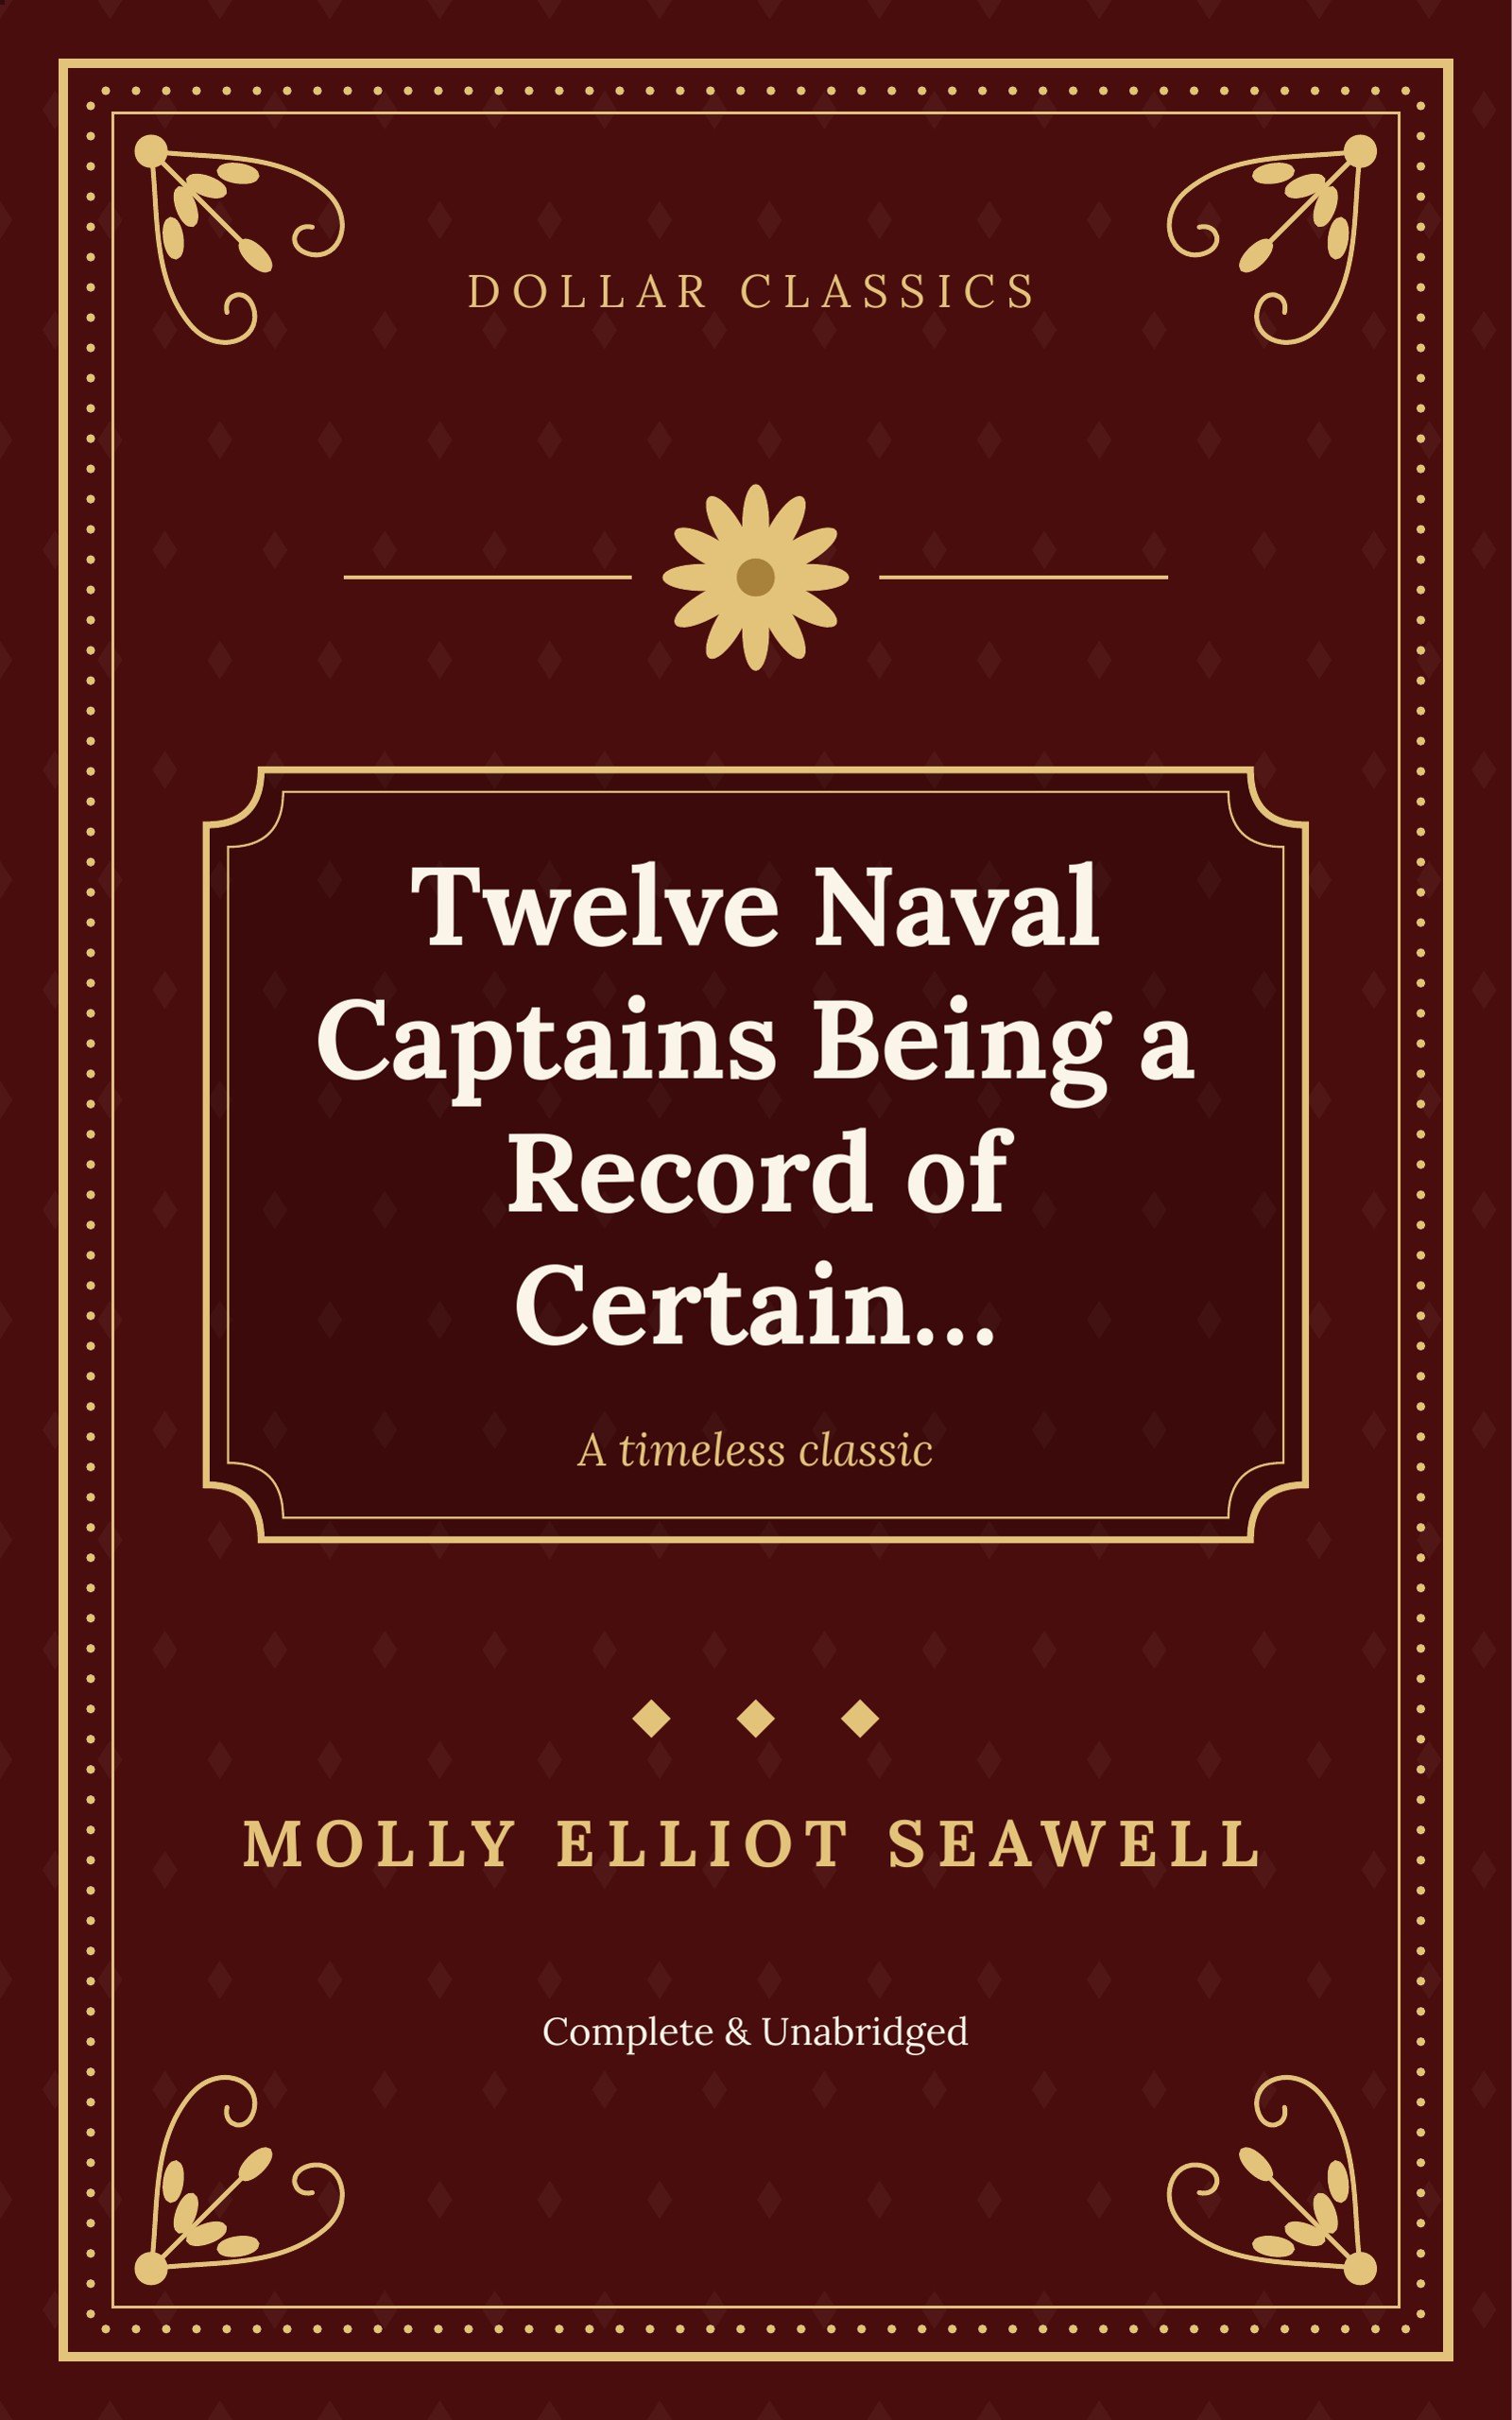 DOLLAR CLASSICS
Twelve Naval
Captains Being a
Record of
Certain...
A timeless classic
MOLLY ELLIOT SEAWELL
Complete & Unabridged